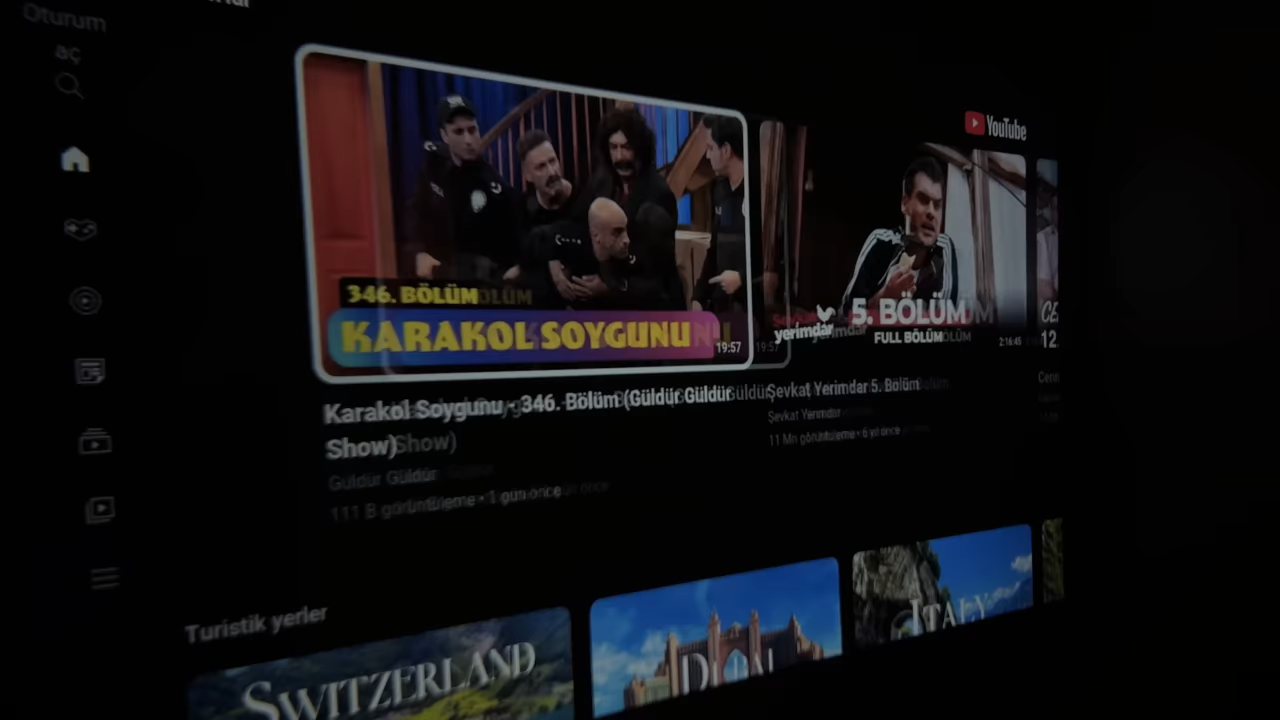 Oturum
aç
YouTube
346. BÖLÜM
KARAKOL SOYGUNU
19:57
Karakol Soygunu - 346. Bölüm (Güldür Güldür
Show)
Güldür Güldür
111 B görüntüleme • 1 gün önce
yerimdar
5. BÖLÜM
FULL BÖLÜM
2:16:45
Şevkat Yerimdar 5. Bölüm
Şevkat Yerimdar
11 Mn görüntüleme • 6 yıl önce
12.
Turistik yerler
SWITZERLAND
DUBAI
ITALY